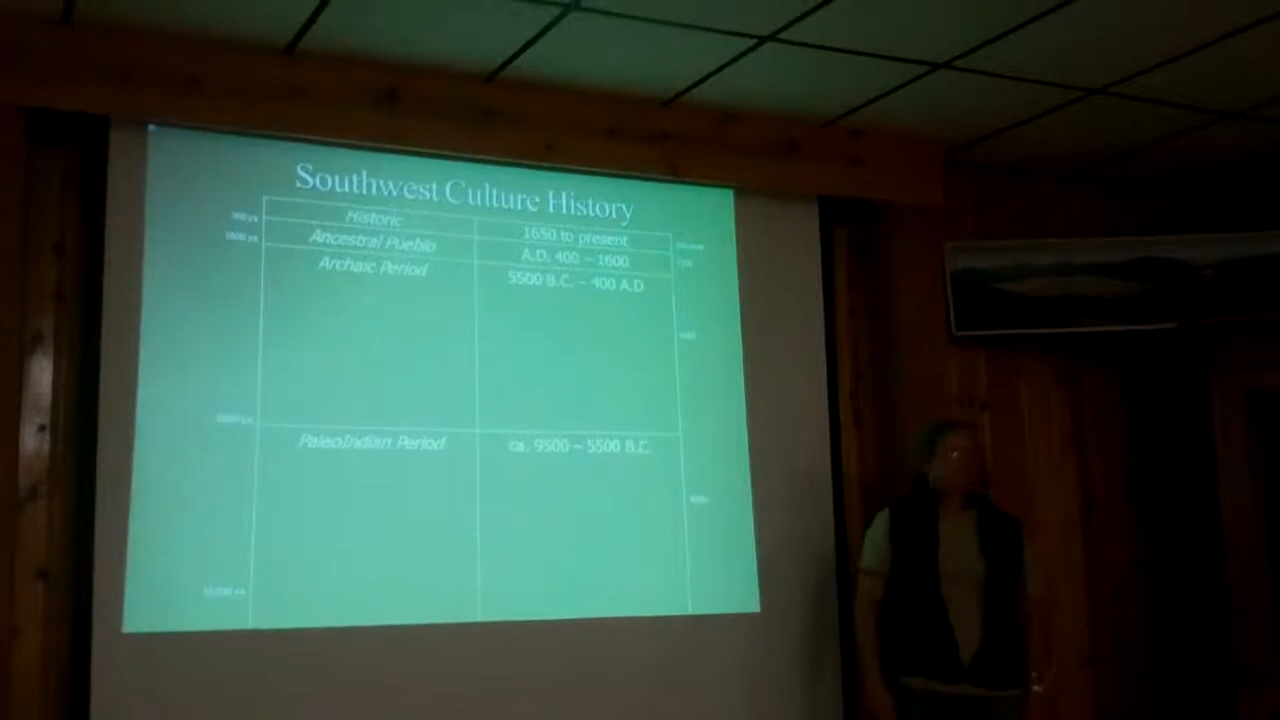 Southwest Culture History
Historic 1650 to present
Ancestral Pueblo A.D. 400 – 1600
Archaic Period 5500 B.C. – 400 A.D
PaleoIndian Period ca. 9500 – 5500 B.C.